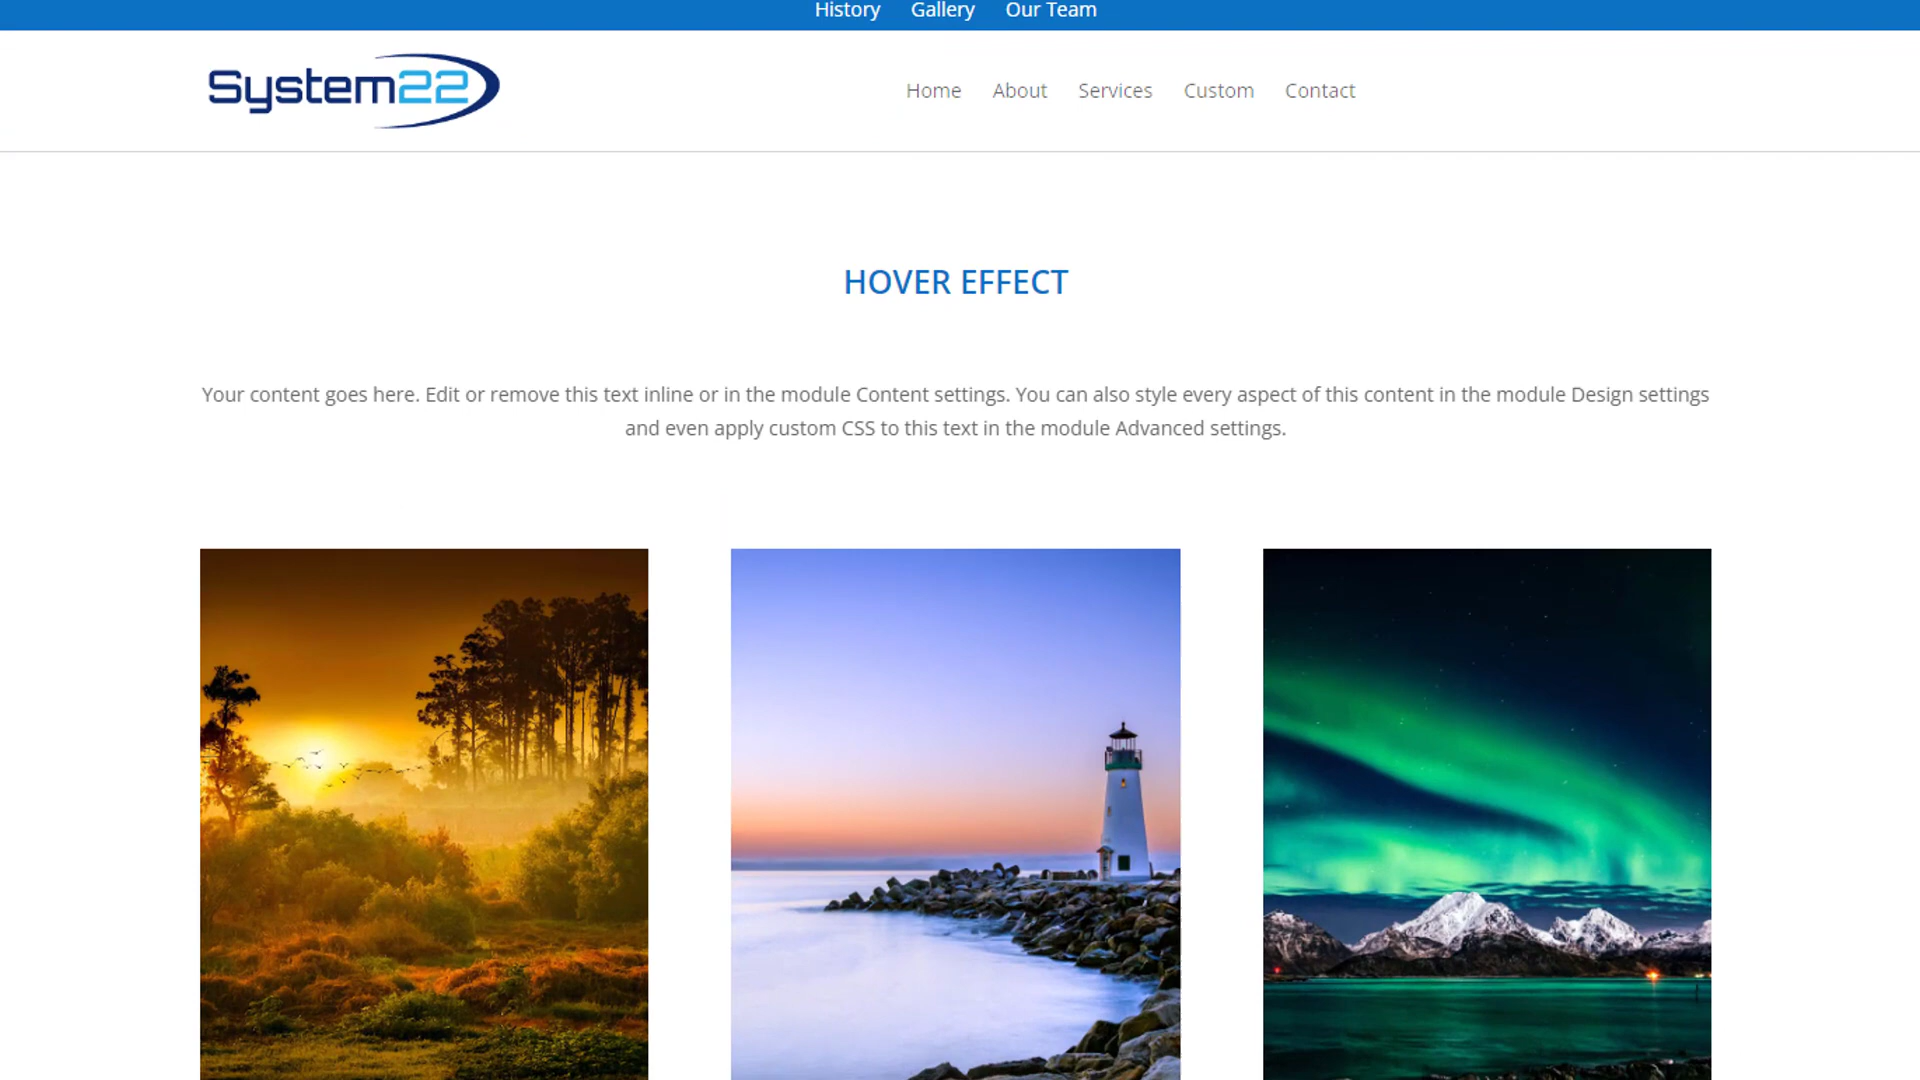 History Gallery Our Team
System22
Home About Services Custom Contact
HOVER EFFECT
Your content goes here. Edit or remove this text inline or in the module Content settings. You can also style every aspect of this content in the module Design settings
and even apply custom CSS to this text in the module Advanced settings.